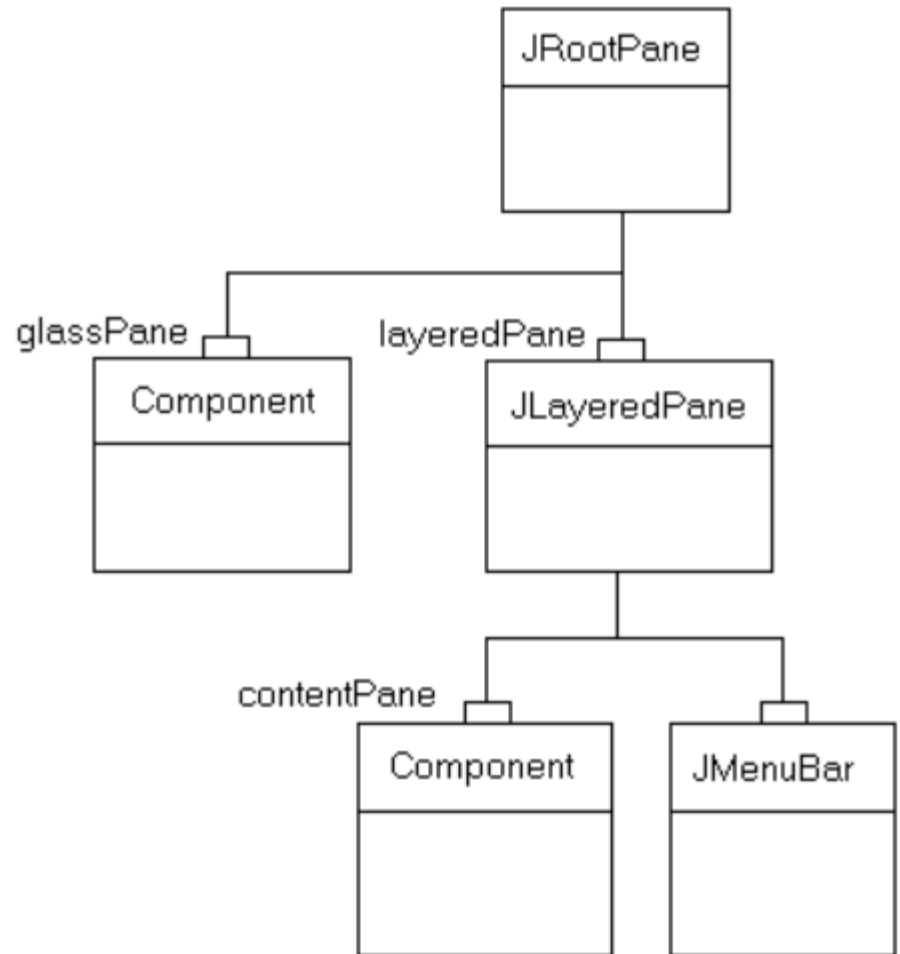 JRootPane
glassPane
layeredPane
Component
JLayeredPane
contentPane
Component
JMenuBar